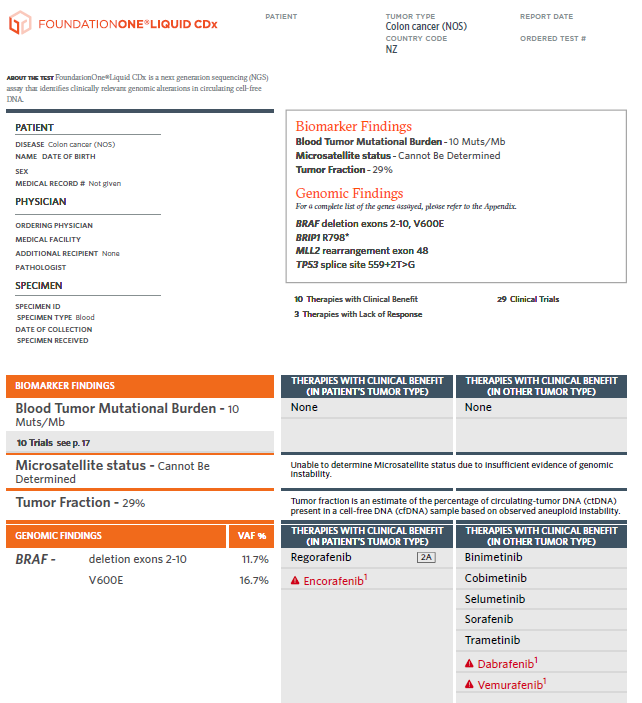 FOUNDATIONONE®LIQUID CDx
PATIENT
TUMOR TYPE
Colon cancer (NOS)
COUNTRY CODE
NZ
REPORT DATE
ORDERED TEST #
ABOUT THE TEST FoundationOne®Liquid CDx is a next generation sequencing (NGS)
assay that identifies clinically relevant genomic alterations in circulating cell-free
DNA.
PATIENT
DISEASE Colon cancer (NOS)
NAME DATE OF BIRTH
SEX
MEDICAL RECORD # Not given
PHYSICIAN
ORDERING PHYSICIAN
MEDICAL FACILITY
ADDITIONAL RECIPIENT None
PATHOLOGIST
SPECIMEN
SPECIMEN ID
SPECIMEN TYPE Blood
DATE OF COLLECTION
SPECIMEN RECEIVED
Biomarker Findings
Blood Tumor Mutational Burden - 10 Muts/Mb
Microsatellite status - Cannot Be Determined
Tumor Fraction - 29%
Genomic Findings
For a complete list of the genes assayed, please refer to the Appendix.
BRAF deletion exons 2-10, V600E
BRIP1 R798*
MLL2 rearrangement exon 48
TP53 splice site 559+2T>G
10 Therapies with Clinical Benefit
29 Clinical Trials
3 Therapies with Lack of Response
BIOMARKER FINDINGS
THERAPIES WITH CLINICAL BENEFIT
(IN PATIENT'S TUMOR TYPE)
THERAPIES WITH CLINICAL BENEFIT
(IN OTHER TUMOR TYPE)
Blood Tumor Mutational Burden - 10
Muts/Mb
None
None
10 Trials see p. 17
Microsatellite status - Cannot Be
Determined
Unable to determine Microsatellite status due to insufficient evidence of genomic
instability.
Tumor Fraction - 29%
Tumor fraction is an estimate of the percentage of circulating-tumor DNA (ctDNA)
present in a cell-free DNA (cfDNA) sample based on observed aneuploid instability.
GENOMIC FINDINGS
VAF %
THERAPIES WITH CLINICAL BENEFIT
(IN PATIENT'S TUMOR TYPE)
THERAPIES WITH CLINICAL BENEFIT
(IN OTHER TUMOR TYPE)
BRAF - deletion exons 2-10 11.7%
V600E 16.7%
Regorafenib 2A
Encorafenib1
Binimetinib
Cobimetinib
Selumetinib
Sorafenib
Trametinib
Dabrafenib1
Vemurafenib1